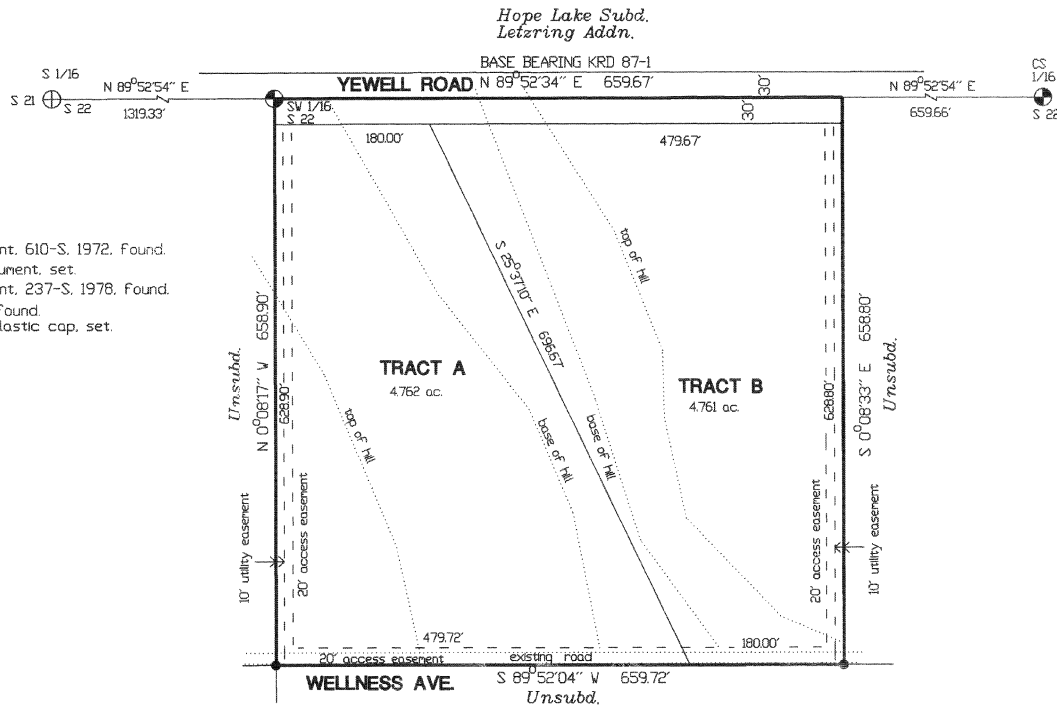 Hope Lake Subd.
Letzring Addn.
BASE BEARING KRD 87-1
S 1/16
S 21
S 22
N 89°52'54" E
1319.33'
YEWELL ROAD
N 89°52'34" E 659.67'
N 89°52'54" E
659.66'
CS
1/16
S 22
SW 1/16
S 22
30'
30'
180.00'
479.67'
nt, 610-S, 1972, Found.
ument, set.
nt, 237-S, 1978, Found.
found.
lastic cap, set.
Unsubd.
N 0°08'17" W 658.90'
628.90'
top of hill
TRACT A
4.762 ac.
base of hill
S 25°37'10" E 696.67'
base of hill
top of hill
TRACT B
4.761 ac.
628.80'
S 0°08'33" E 658.80'
Unsubd.
10' utility easement
20' access easement
20' access easement
10' utility easement
479.72'
180.00'
20' access easement
existing road
WELLNESS AVE.
S 89°52'04" W 659.72'
Unsubd.